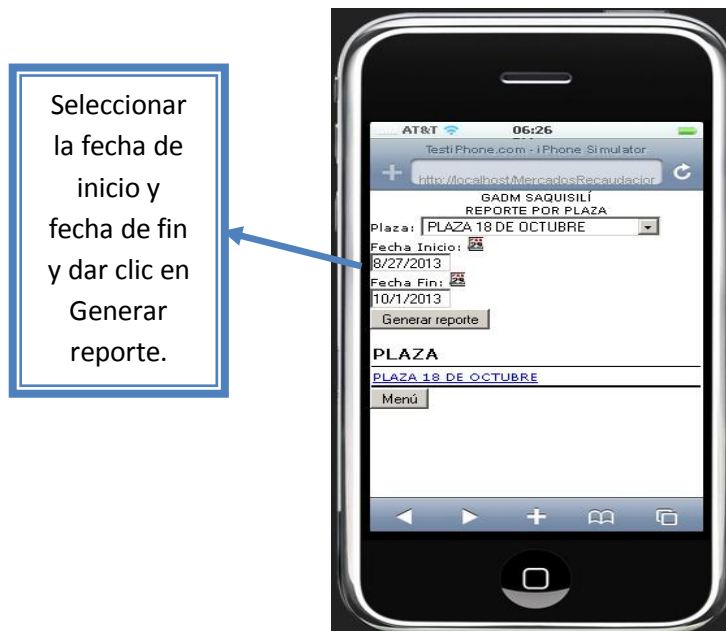 Seleccionar
la fecha de
inicio y
fecha de fin
y dar clic en
Generar
reporte.
AT&T 06:26
TestiPhone.com - iPhone Simulator
http://localhost/MercadosRecaudacior
GADM SAQUISILÍ
REPORTE POR PLAZA
Plaza: PLAZA 18 DE OCTUBRE
Fecha Inicio:
8/27/2013
Fecha Fin:
10/1/2013
Generar reporte
PLAZA
PLAZA 18 DE OCTUBRE
Menú